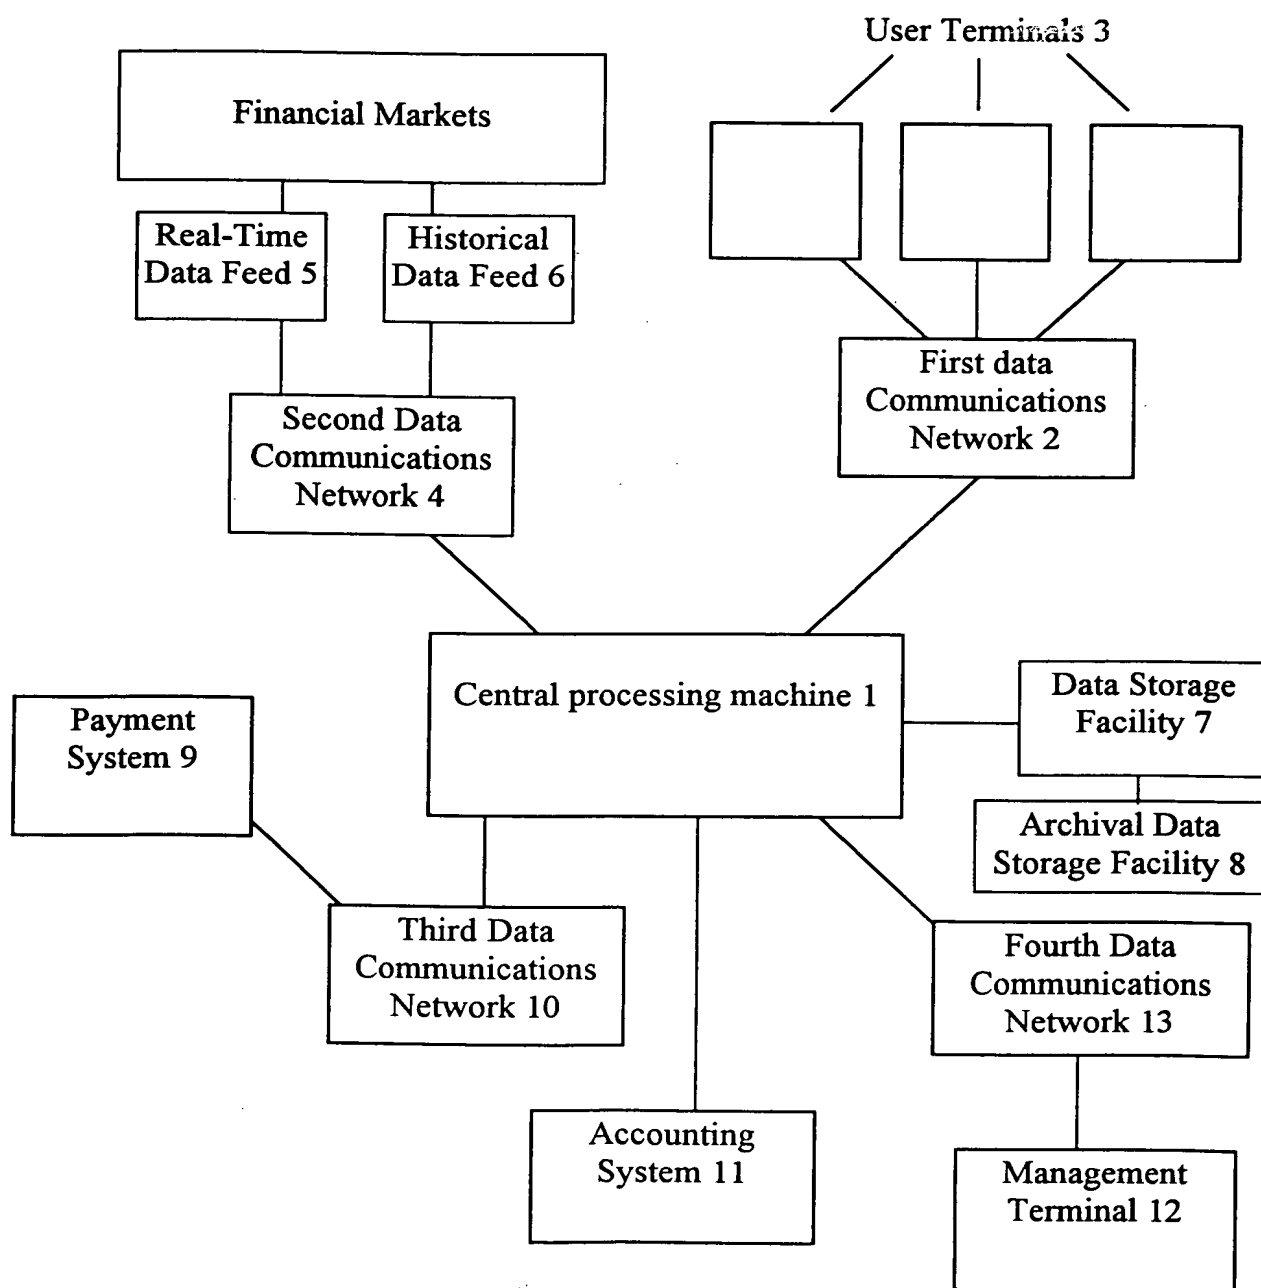 User Terminals 3
Financial Markets
Real-Time
Data Feed 5
Historical
Data Feed 6
First data
Communications
Network 2
Second Data
Communications
Network 4
Central processing machine 1
Data Storage
Facility 7
Payment
System 9
Archival Data
Storage Facility 8
Third Data
Communications
Network 10
Fourth Data
Communications
Network 13
Accounting
System 11
Management
Terminal 12